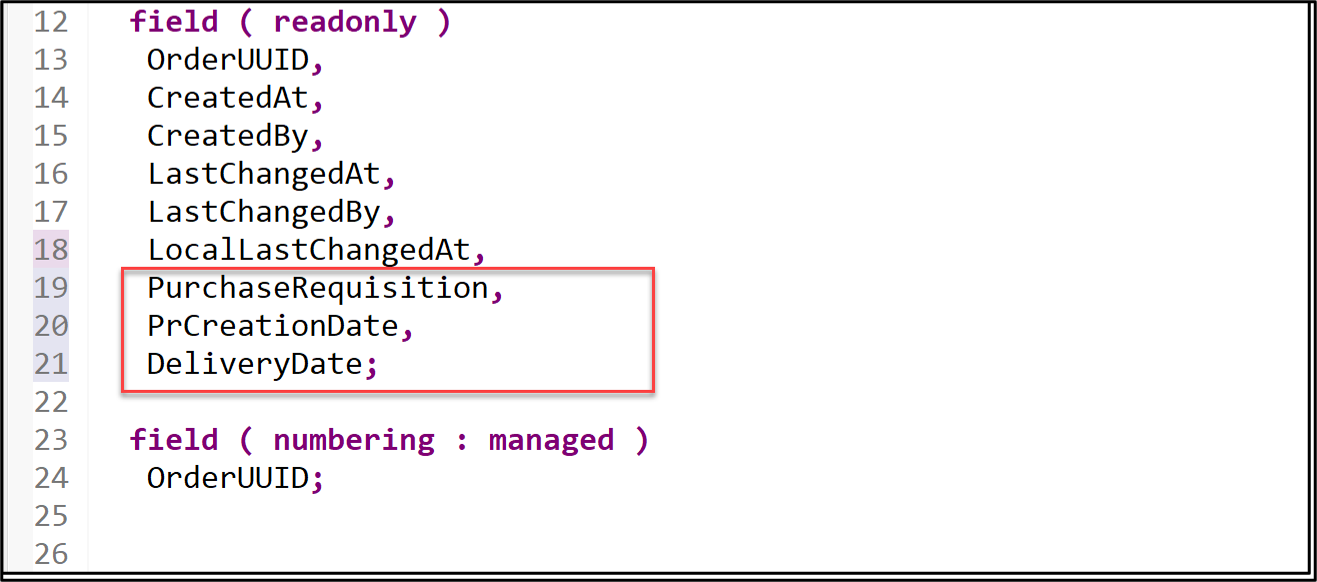 12 field ( readonly )
13 OrderUUID,
14 CreatedAt,
15 CreatedBy,
16 LastChangedAt,
17 LastChangedBy,
18 LocalLastChangedAt,
19 PurchaseRequisition,
20 PrCreationDate,
21 DeliveryDate;
22
23 field ( numbering : managed )
24 OrderUUID;
25
26